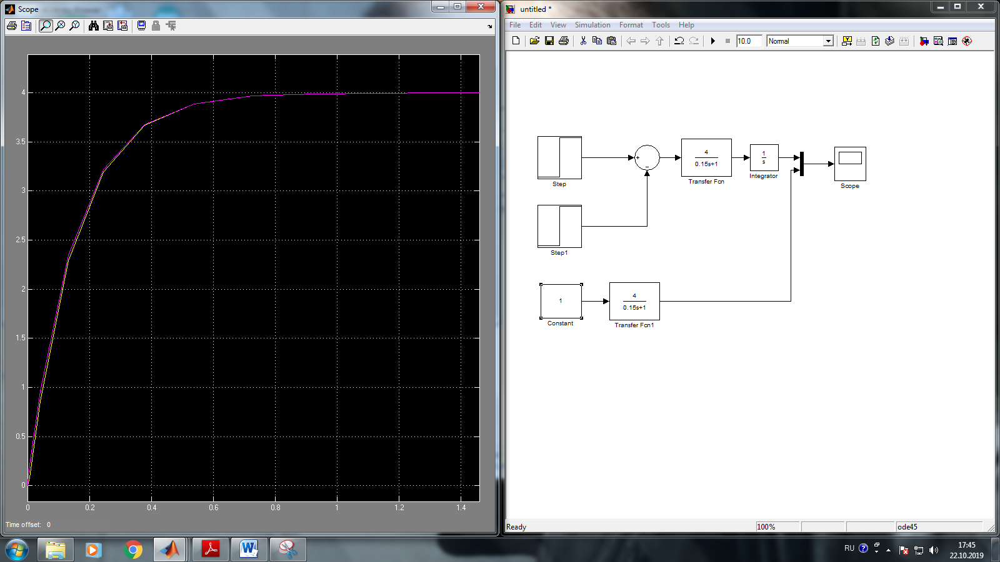 Scope
4
3.5
3
2.5
2
1.5
1
0.5
0
0 0.2 0.4 0.6 0.8 1 1.2 1.4
Time offset: 0
untitled *
File Edit View Simulation Format Tools Help
10.0 Normal
Step
+
-
4
0.15s+1
Transfer Fcn
1
s
Integrator
Scope
Step1
1
Constant
4
0.15s+1
Transfer Fcn1
Ready 100% ode45
RU 17:45
22.10.2019